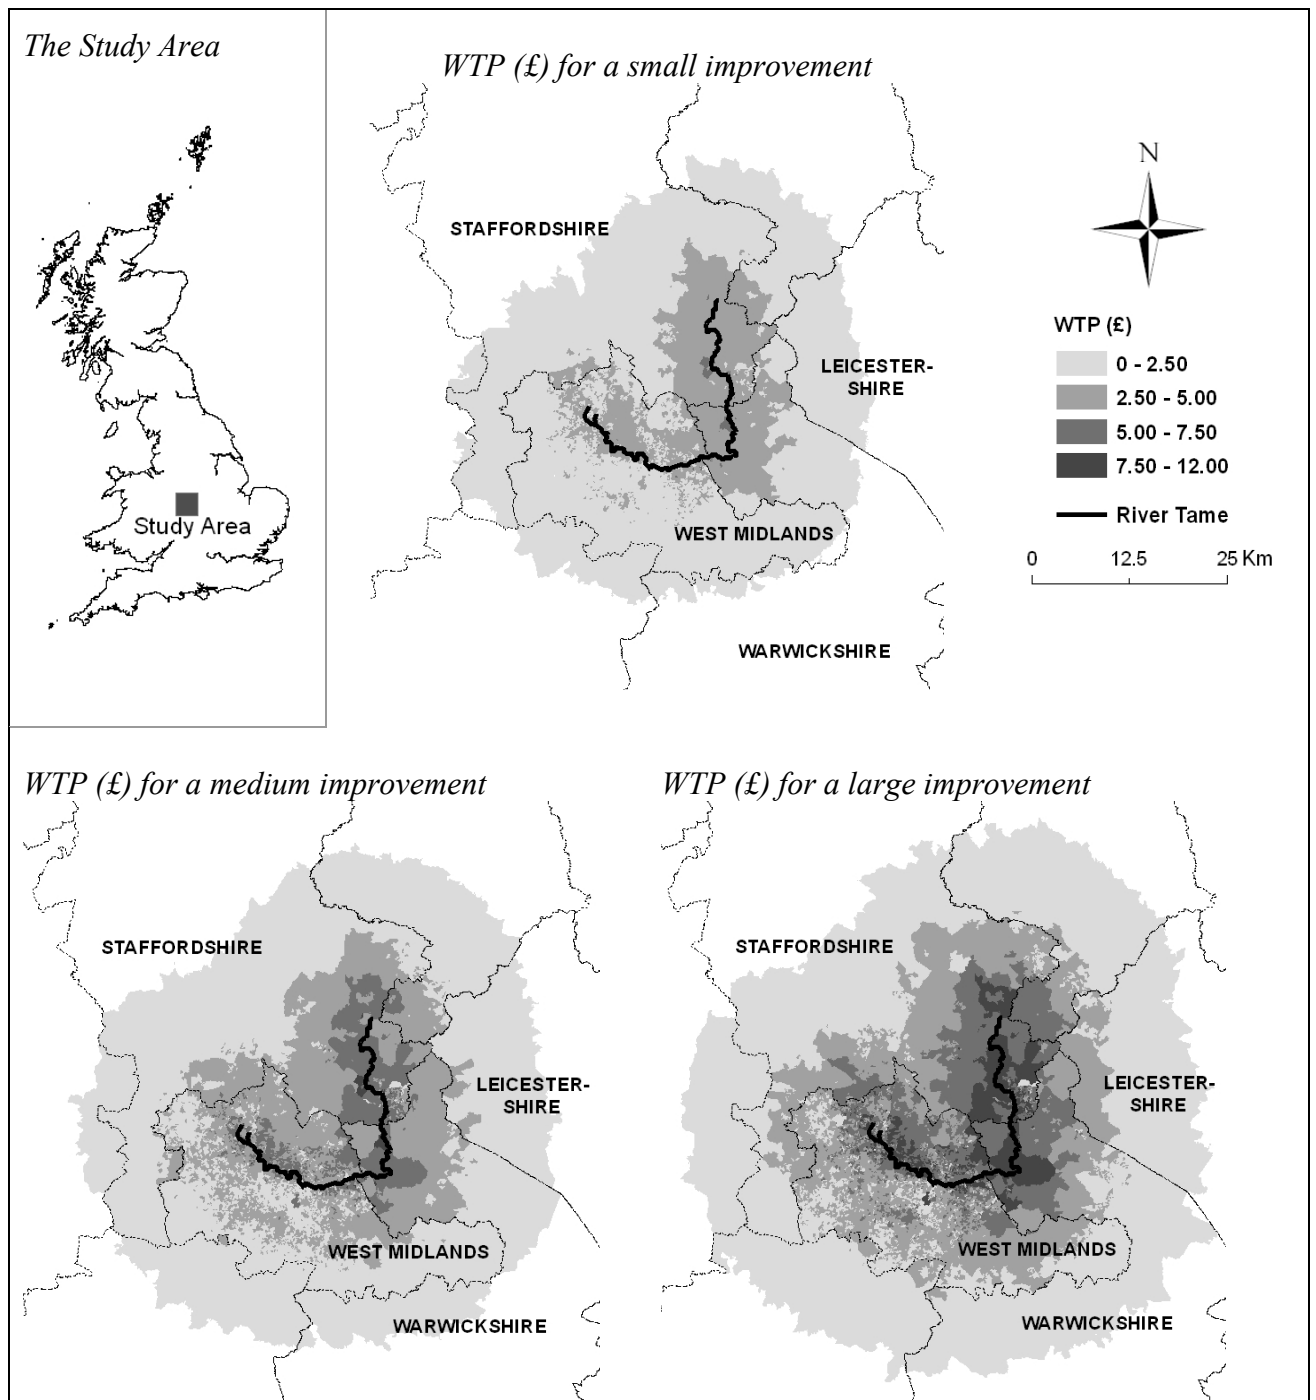 The Study Area
Study Area
WTP (£) for a small improvement
STAFFORDSHIRE
LEICESTER-
SHIRE
WEST MIDLANDS
WARWICKSHIRE
N
WTP (£)
0 - 2.50
2.50 - 5.00
5.00 - 7.50
7.50 - 12.00
River Tame
0 12.5 25 Km
WTP (£) for a medium improvement
STAFFORDSHIRE
LEICESTER-
SHIRE
WEST MIDLANDS
WARWICKSHIRE
WTP (£) for a large improvement
STAFFORDSHIRE
LEICESTER-
SHIRE
WEST MIDLANDS
WARWICKSHIRE